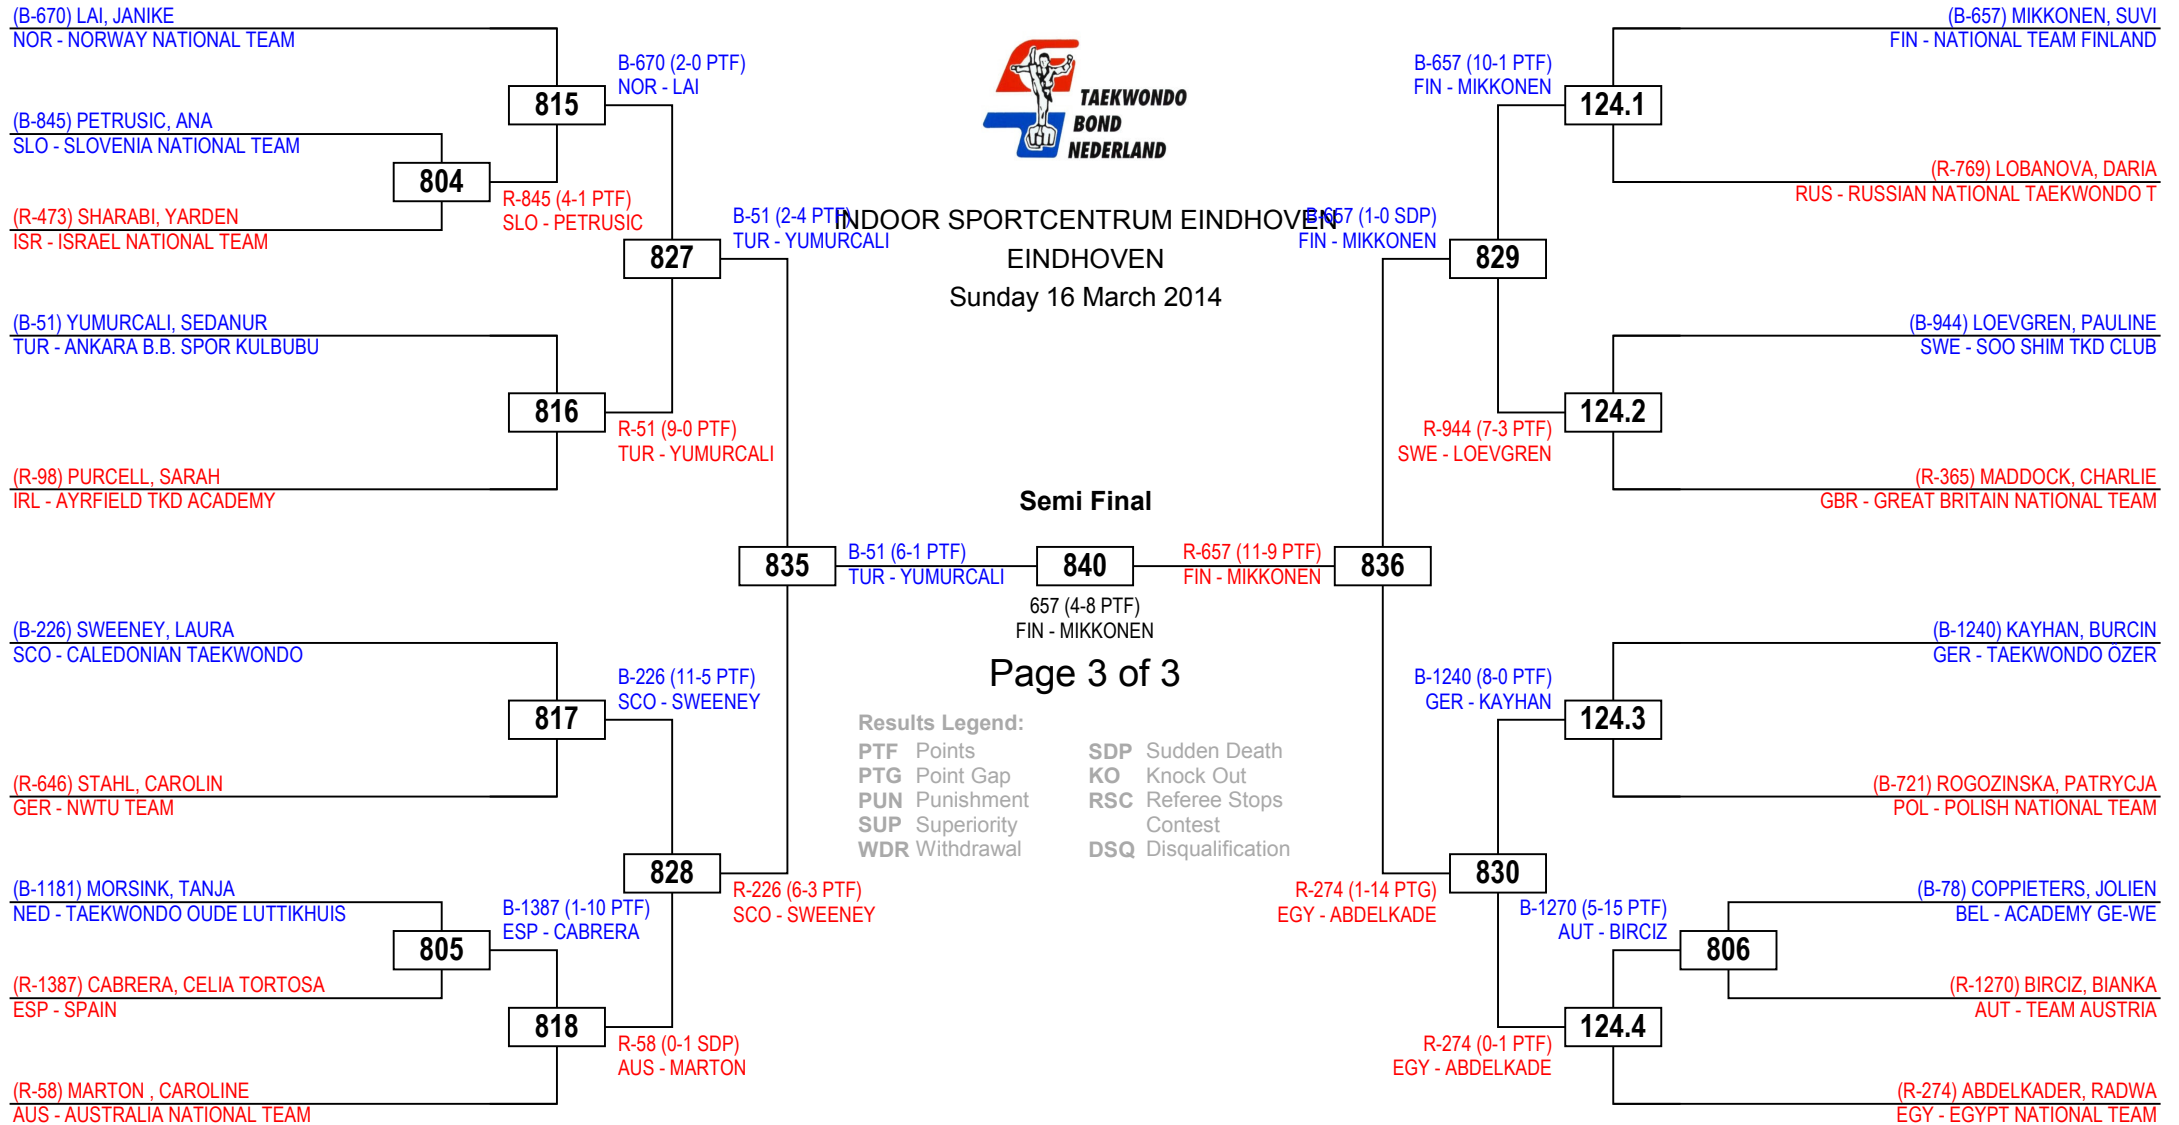 (B-670) LAI, JANIKE
NOR - NORWAY NATIONAL TEAM
B-670 (2-0 PTF)
NOR - LAI
815
(B-845) PETRUSIC, ANA
SLO - SLOVENIA NATIONAL TEAM
804
R-845 (4-1 PTF)
SLO - PETRUSIC
(R-473) SHARABI, YARDEN
ISR - ISRAEL NATIONAL TEAM
B-51 (2-4 PTF)
TUR - YUMURCALI
827
(B-51) YUMURCALI, SEDANUR
TUR - ANKARA B.B. SPOR KULBUBU
816
R-51 (9-0 PTF)
TUR - YUMURCALI
(R-98) PURCELL, SARAH
IRL - AYRFIELD TKD ACADEMY
835
B-51 (6-1 PTF)
TUR - YUMURCALI
(B-226) SWEENEY, LAURA
SCO - CALEDONIAN TAEKWONDO
B-226 (11-5 PTF)
SCO - SWEENEY
817
(R-646) STAHL, CAROLIN
GER - NWTU TEAM
828
R-226 (6-3 PTF)
SCO - SWEENEY
(B-1181) MORSINK, TANJA
NED - TAEKWONDO OUDE LUTTIKHUIS
B-1387 (1-10 PTF)
ESP - CABRERA
805
(R-1387) CABRERA, CELIA TORTOSA
ESP - SPAIN
818
R-58 (0-1 SDP)
AUS - MARTON
(R-58) MARTON , CAROLINE
AUS - AUSTRALIA NATIONAL TEAM
TAEKWONDO
BOND
NEDERLAND
INDOOR SPORTCENTRUM EINDHOVEN
EINDHOVEN
Sunday 16 March 2014
Semi Final
840
657 (4-8 PTF)
FIN - MIKKONEN
Page 3 of 3
Results Legend:
PTF Points
PTG Point Gap
PUN Punishment
SUP Superiority
WDR Withdrawal
SDP Sudden Death
KO Knock Out
RSC Referee Stops
Contest
DSQ Disqualification
(B-657) MIKKONEN, SUVI
FIN - NATIONAL TEAM FINLAND
B-657 (10-1 PTF)
FIN - MIKKONEN
124.1
(R-769) LOBANOVA, DARIA
RUS - RUSSIAN NATIONAL TAEKWONDO T
B-657 (1-0 SDP)
FIN - MIKKONEN
829
(B-944) LOEVGREN, PAULINE
SWE - SOO SHIM TKD CLUB
124.2
R-944 (7-3 PTF)
SWE - LOEVGREN
(R-365) MADDOCK, CHARLIE
GBR - GREAT BRITAIN NATIONAL TEAM
R-657 (11-9 PTF)
FIN - MIKKONEN
836
(B-1240) KAYHAN, BURCIN
GER - TAEKWONDO ÖZER
B-1240 (8-0 PTF)
GER - KAYHAN
124.3
(B-721) ROGOZINSKA, PATRYCJA
POL - POLISH NATIONAL TEAM
830
R-274 (1-14 PTG)
EGY - ABDELKADE
(B-78) COPPIETERS, JOLIEN
BEL - ACADEMY GE-WE
B-1270 (5-15 PTF)
AUT - BIRCIZ
806
(R-1270) BIRCIZ, BIANKA
AUT - TEAM AUSTRIA
124.4
R-274 (0-1 PTF)
EGY - ABDELKADE
(R-274) ABDELKADER, RADWA
EGY - EGYPT NATIONAL TEAM